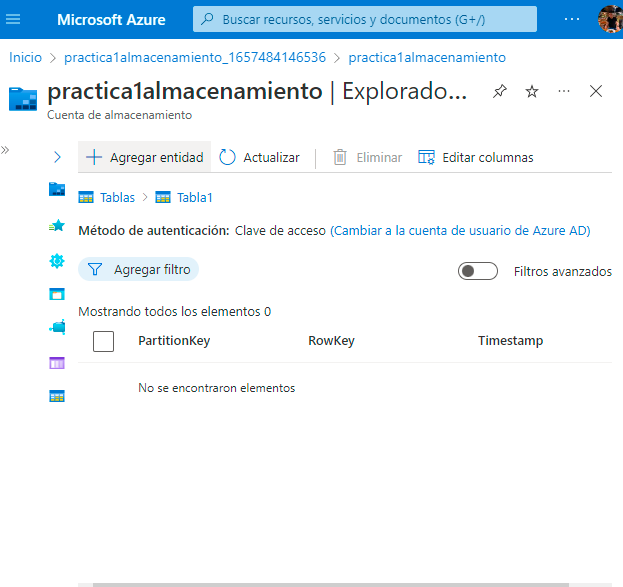 Microsoft Azure
Buscar recursos, servicios y documentos (G+/)
Inicio > practica1almacenamiento_1657484146536 > practica1almacenamiento
practica1almacenamiento | Explorado...
Cuenta de almacenamiento
Agregar entidad
Actualizar
Eliminar
Editar columnas
Tablas > Tabla1
Método de autenticación: Clave de acceso (Cambiar a la cuenta de usuario de Azure AD)
Agregar filtro
Filtros avanzados
Mostrando todos los elementos 0
PartitionKey RowKey Timestamp
No se encontraron elementos